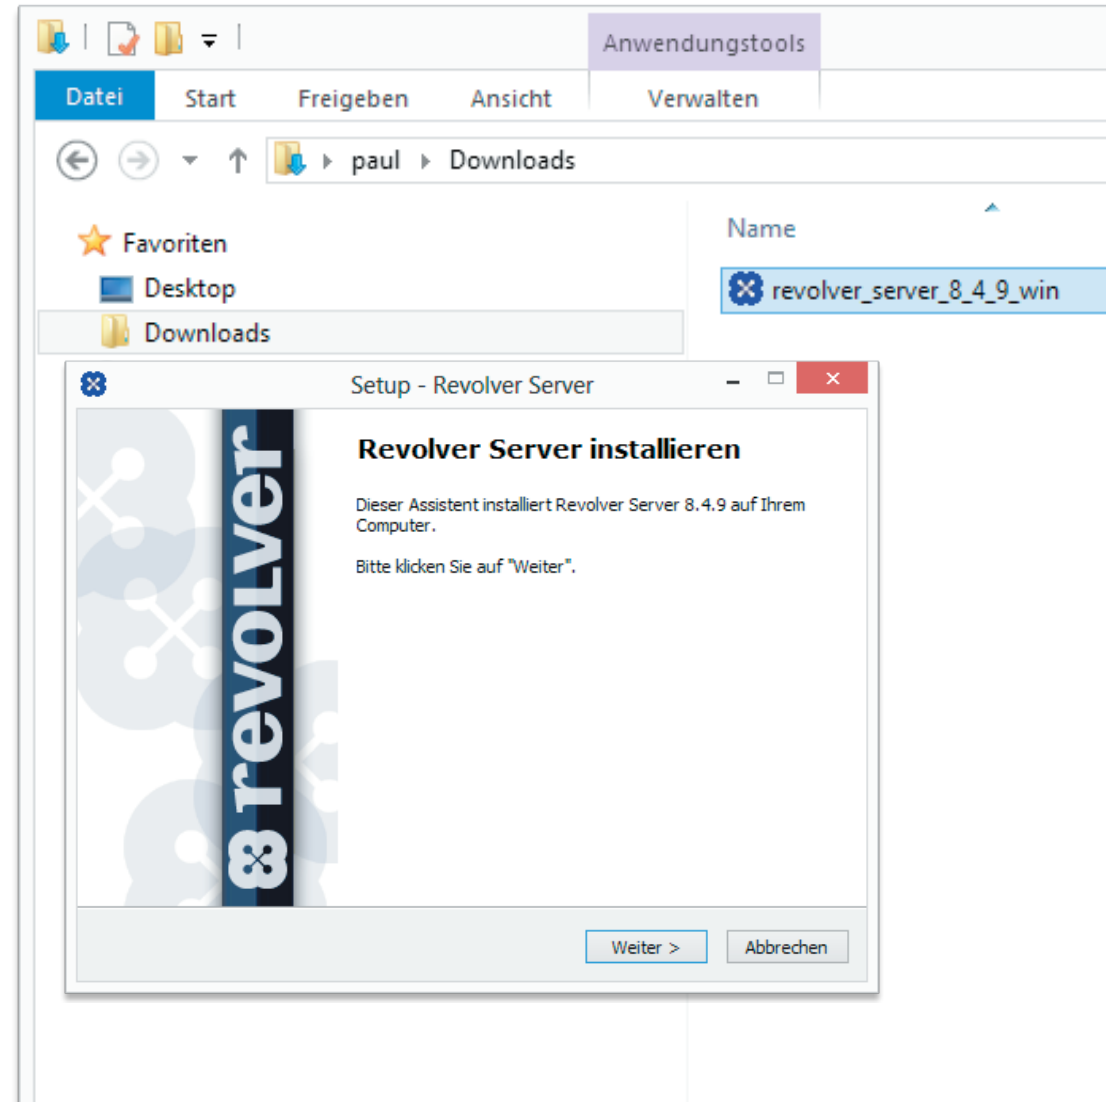 Anwendungstools
Datei Start Freigeben Ansicht Verwalten
paul Downloads
Favoriten
Desktop
Downloads
Name
revolver_server_8_4_9_win
Setup - Revolver Server
revolver
Revolver Server installieren
Dieser Assistent installiert Revolver Server 8.4.9 auf Ihrem
Computer.
Bitte klicken Sie auf "Weiter".
Weiter > Abbrechen